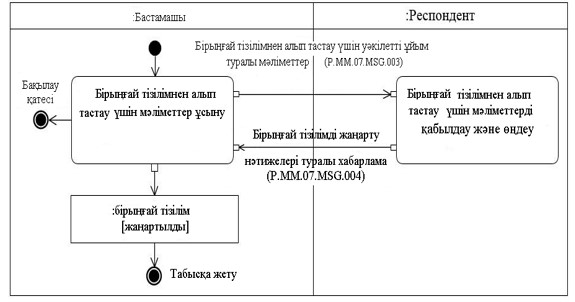 :Бастамашы
:Респондент
Бірыңғай тізілімнен алып тастау үшін уәкілетті ұйым
туралы мәліметтер (P.MM.07.MSG.003)
Бақылау
қатесі
Бірыңғай тізілімнен алып
тастау үшін мәліметтер ұсыну
Бірыңғай тізілімнен алып
тастау үшін мәліметтерді
қабылдау және өңдеу
Бірыңғай тізілімді жаңарту
нәтижелері туралы хабарлама
(P.MM.07.MSG.004)
:бірыңғай тізілім
[жаңартылды]
Табысқа жету